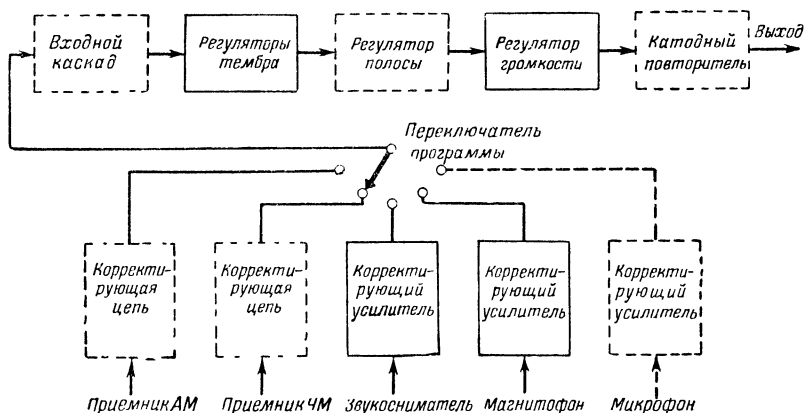 Входной
каскад
Регуляторы
тембра
Регулятор
полосы
Регулятор
громкости
Катодный
повторитель
Выход
Переключатель
программы
Корректи-
рующая
цепь
Корректи-
рующая
цепь
Корректи-
рующий
усилитель
Корректи-
рующий
усилитель
Корректи-
рующий
усилитель
Приемник АМ
Приемник ЧМ
Звукосниматель
Магнитофон
Микрофон